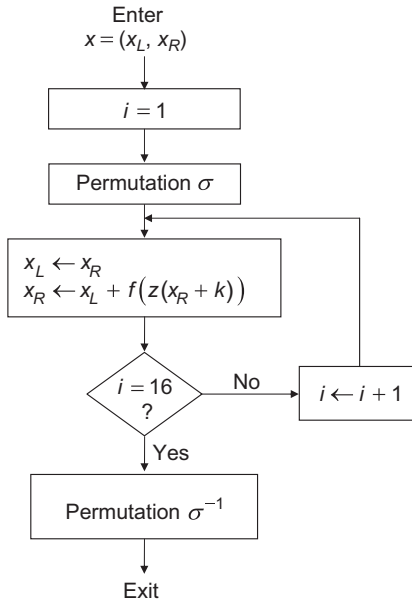 Enter
x = (x_L, x_R)
i = 1
Permutation σ
x_L ← x_R
x_R ← x_L + f(z(x_R + k))
i = 16
?
No
i ← i + 1
Yes
Permutation σ^{-1}
Exit